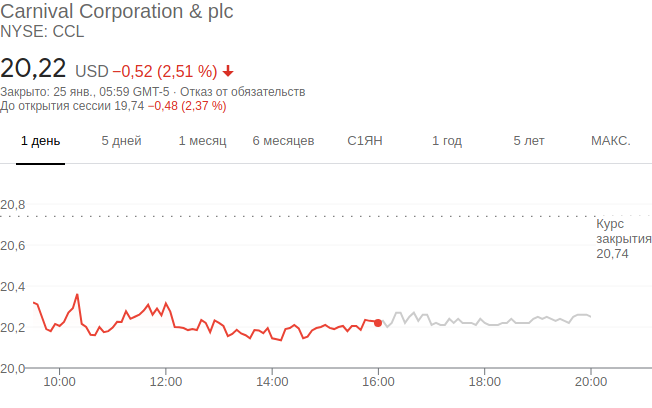 Carnival Corporation & plc
NYSE: CCL
20,22 USD −0,52 (2,51 %)
Закрыто: 25 янв., 05:59 GMT-5 · Отказ от обязательств
До открытия сессии 19,74 −0,48 (2,37 %)
1 день 5 дней 1 месяц 6 месяцев С1ЯН 1 год 5 лет МАКС.
20,8
Курс
закрытия
20,74
20,6
20,4
20,2
20,0
10:00 12:00 14:00 16:00 18:00 20:00